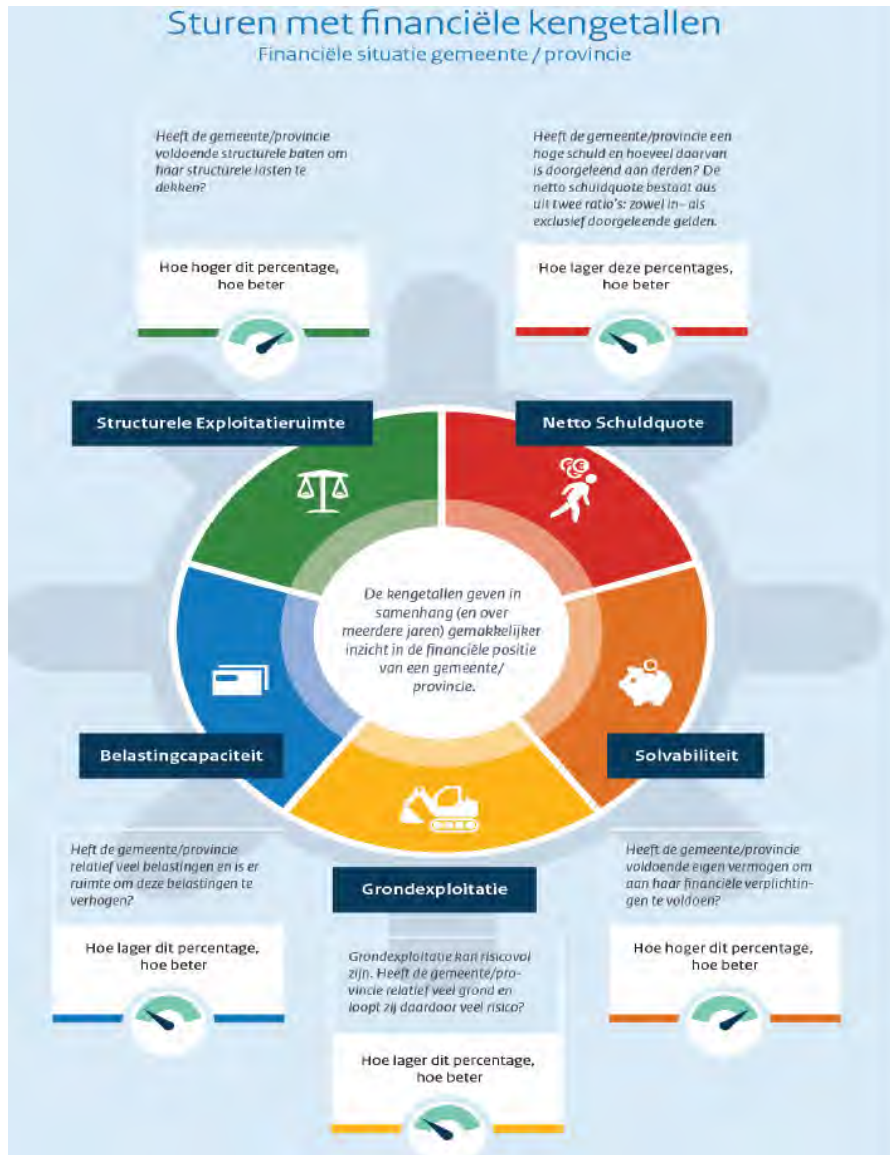 Sturen met financiële kengetallen
Financiële situatie gemeente / provincie
Heeft de gemeente/provincie
voldoende structurele baten om
haar structurele lasten te
dekken?
Hoe hoger dit percentage,
hoe beter
Heeft de gemeente/provincie een
hoge schuld en hoeveel daarvan
is doorgeleend aan derden? De
netto schuldquote bestaat dus
uit twee ratio's: zowel in- als
exclusief doorgeleende gelden.
Hoe lager deze percentages,
hoe beter
Structurele Exploitatieruimte
Netto Schuldquote
De kengetallen geven in
samenhang (en over
meerdere jaren) gemakkelijker
inzicht in de financiële positie
van een gemeente/
provincie.
Belastingcapaciteit
Solvabiliteit
Grondexploitatie
Heft de gemeente/provincie
relatief veel belastingen en is er
ruimte om deze belastingen te
verhogen?
Hoe lager dit percentage,
hoe beter
Grondexploitatie kan risicovol
zijn. Heeft de gemeente/pro-
vincie relatief veel grond en
loopt zij daardoor veel risico?
Hoe lager dit percentage,
hoe beter
Heeft de gemeente/provincie
voldoende eigen vermogen om
aan haar financiële verplichtin-
gen te voldoen?
Hoe hoger dit percentage,
hoe beter